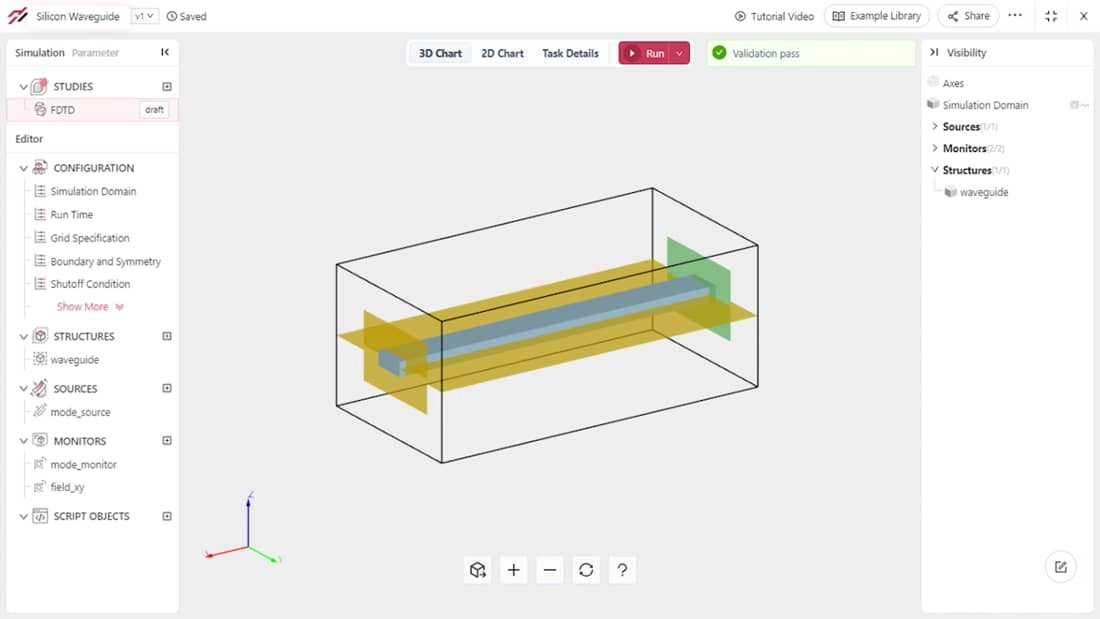 Silicon Waveguide v1 Saved Tutorial Video Example Library Share
Simulation Parameter
STUDIES
FDTD draft
Editor
CONFIGURATION
Simulation Domain
Run Time
Grid Specification
Boundary and Symmetry
Shutoff Condition
Show More
STRUCTURES
waveguide
SOURCES
mode_source
MONITORS
mode_monitor
field_xy
SCRIPT OBJECTS
3D Chart 2D Chart Task Details Run Validation pass
Z
Visibility
Axes
Simulation Domain
Sources(1/1)
Monitors(2/2)
Structures(1/1)
waveguide